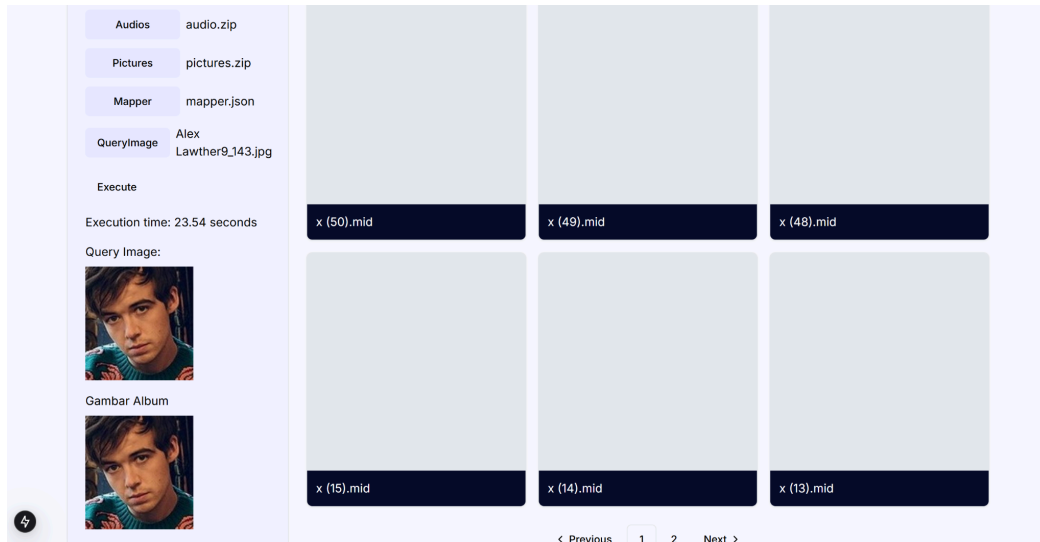 Audios audio.zip
Pictures pictures.zip
Mapper mapper.json
QueryImage Alex
Lawther9_143.jpg
Execute
Execution time: 23.54 seconds
Query Image:
Gambar Album
x (50).mid
x (49).mid
x (48).mid
x (15).mid
x (14).mid
x (13).mid
Previous 1 2 Next